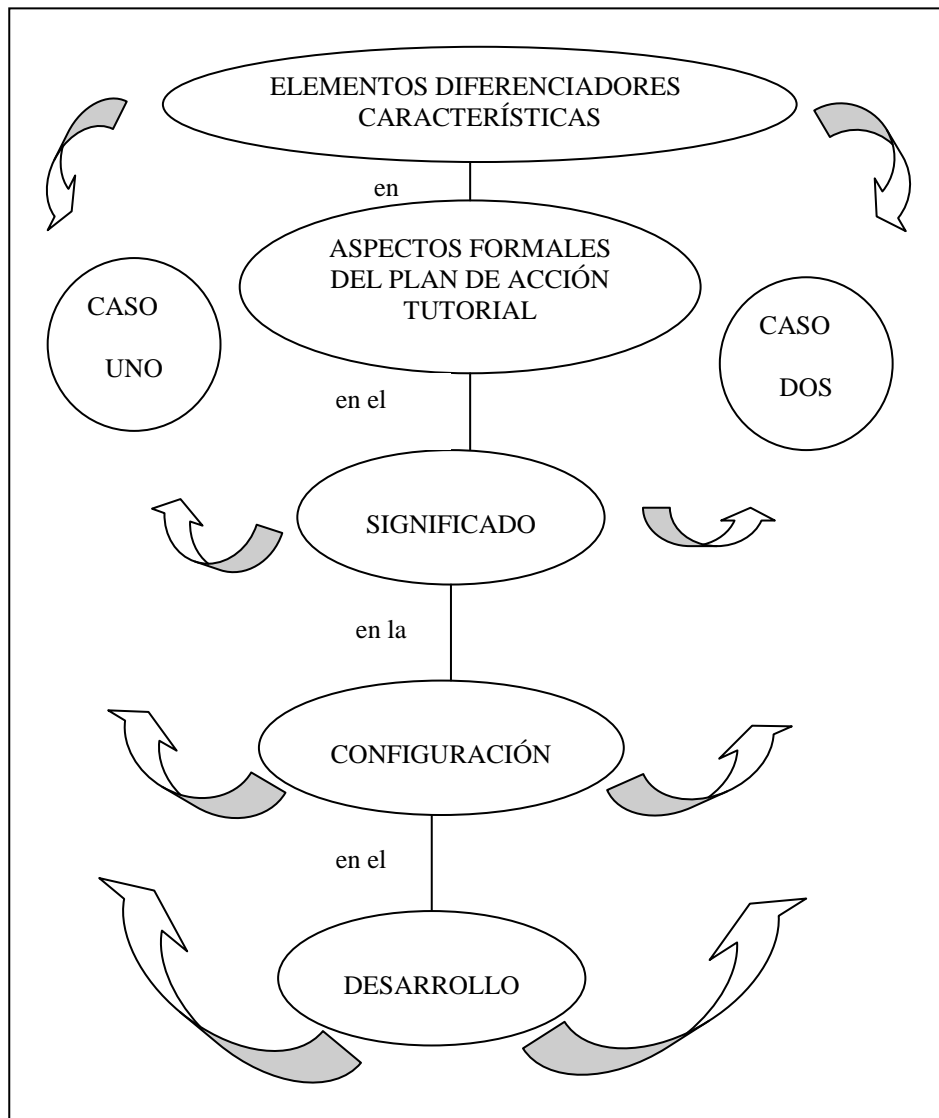 ELEMENTOS DIFERENCIADORES
CARACTERÍSTICAS
en
ASPECTOS FORMALES
DEL PLAN DE ACCIÓN
TUTORIAL
CASO
UNO
CASO
DOS
en el
SIGNIFICADO
en la
CONFIGURACIÓN
en el
DESARROLLO